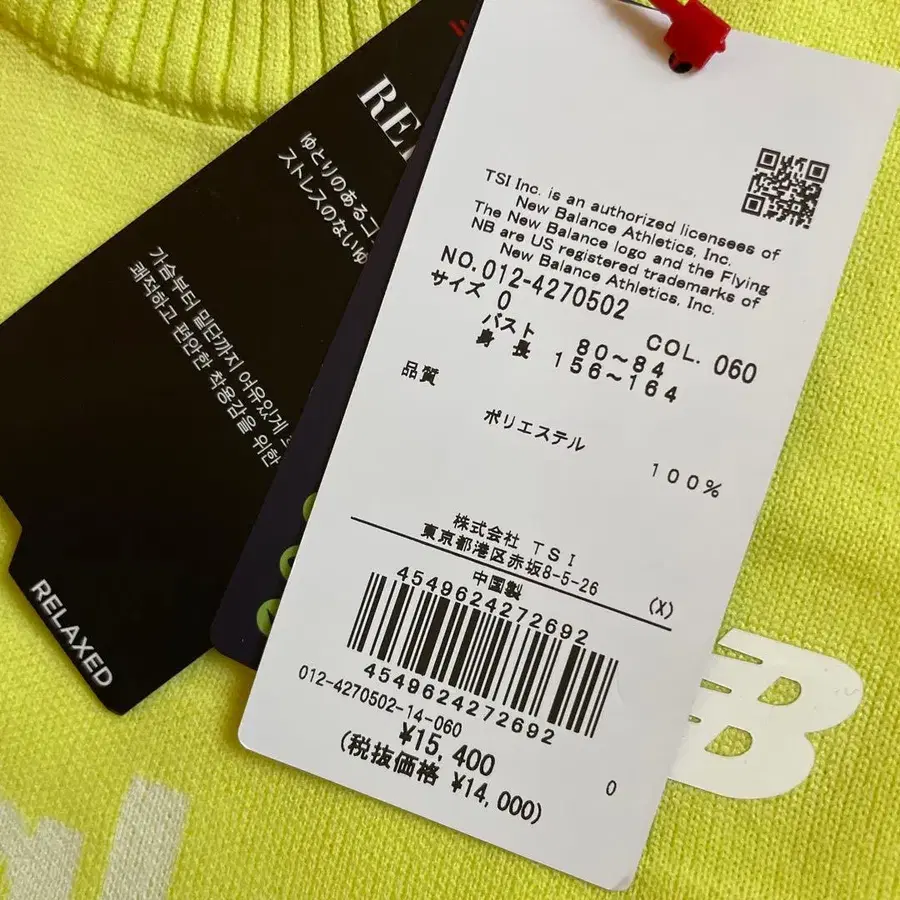 TSI Inc. is an authorized licensees of
New Balance Athletics, Inc.
The New Balance logo and the Flying
NB are US registered trademarks of
New Balance Athletics, Inc.
NO.012-4270502 COL. 060
サイズ 0
バスト 80~84
身 長 156~164
品質
ポリエステル 100%
株式会社 TSI
東京都港区赤坂8-5-26
中国製 (X)
4549624272692
4549624272692
012-4270502-14-060
¥15,400
(税抜価格 ¥14,000)
0
ゆとりのある
ストレスのない
가슴부터 밑단까지 여유있게
쾌적하고 편안한 착용감을 위한
RELAXED